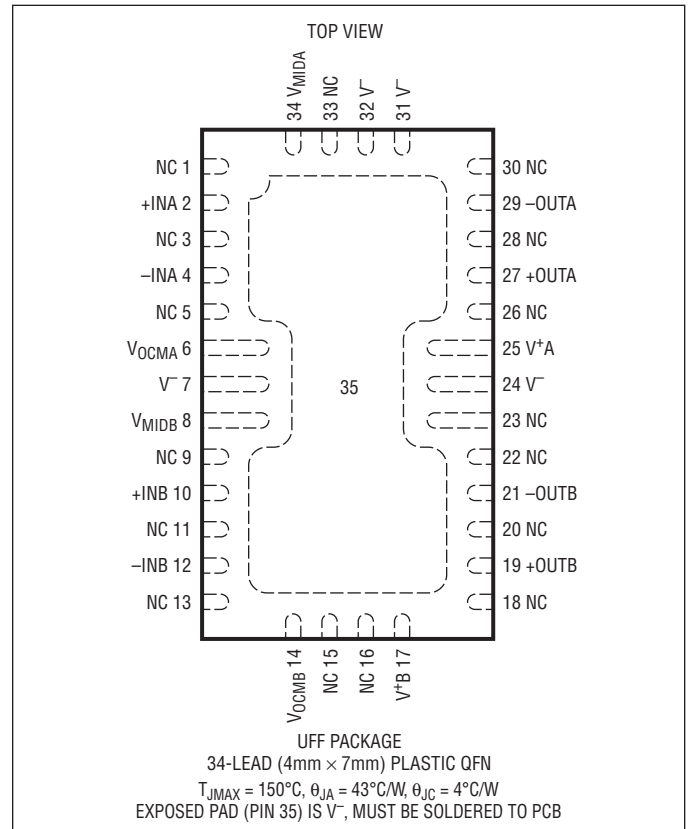 TOP VIEW
34 VMIDA
33 NC
32 V–
31 V–
NC 1
+INA 2
NC 3
–INA 4
NC 5
VOCMA 6
V– 7
VMIDB 8
NC 9
+INB 10
NC 11
–INB 12
NC 13
35
30 NC
29 –OUTA
28 NC
27 +OUTA
26 NC
25 V+A
24 V–
23 NC
22 NC
21 –OUTB
20 NC
19 +OUTB
18 NC
VOCMB 14
NC 15
NC 16
V+B 17
UFF PACKAGE
34-LEAD (4mm × 7mm) PLASTIC QFN
TJMAX = 150°C, θJA = 43°C/W, θJC = 4°C/W
EXPOSED PAD (PIN 35) IS V–, MUST BE SOLDERED TO PCB